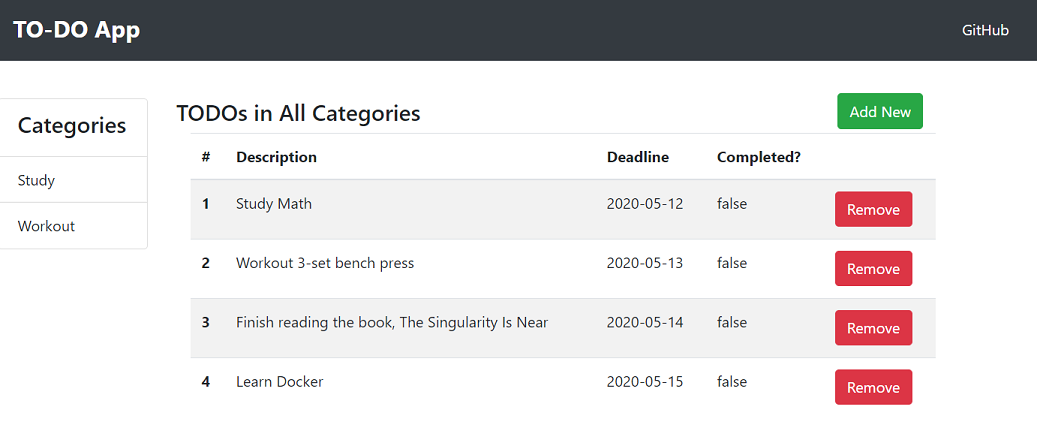 TO-DO App GitHub
Categories
Study
Workout
TODOs in All Categories Add New
# Description Deadline Completed?
1 Study Math 2020-05-12 false Remove
2 Workout 3-set bench press 2020-05-13 false Remove
3 Finish reading the book, The Singularity Is Near 2020-05-14 false Remove
4 Learn Docker 2020-05-15 false Remove